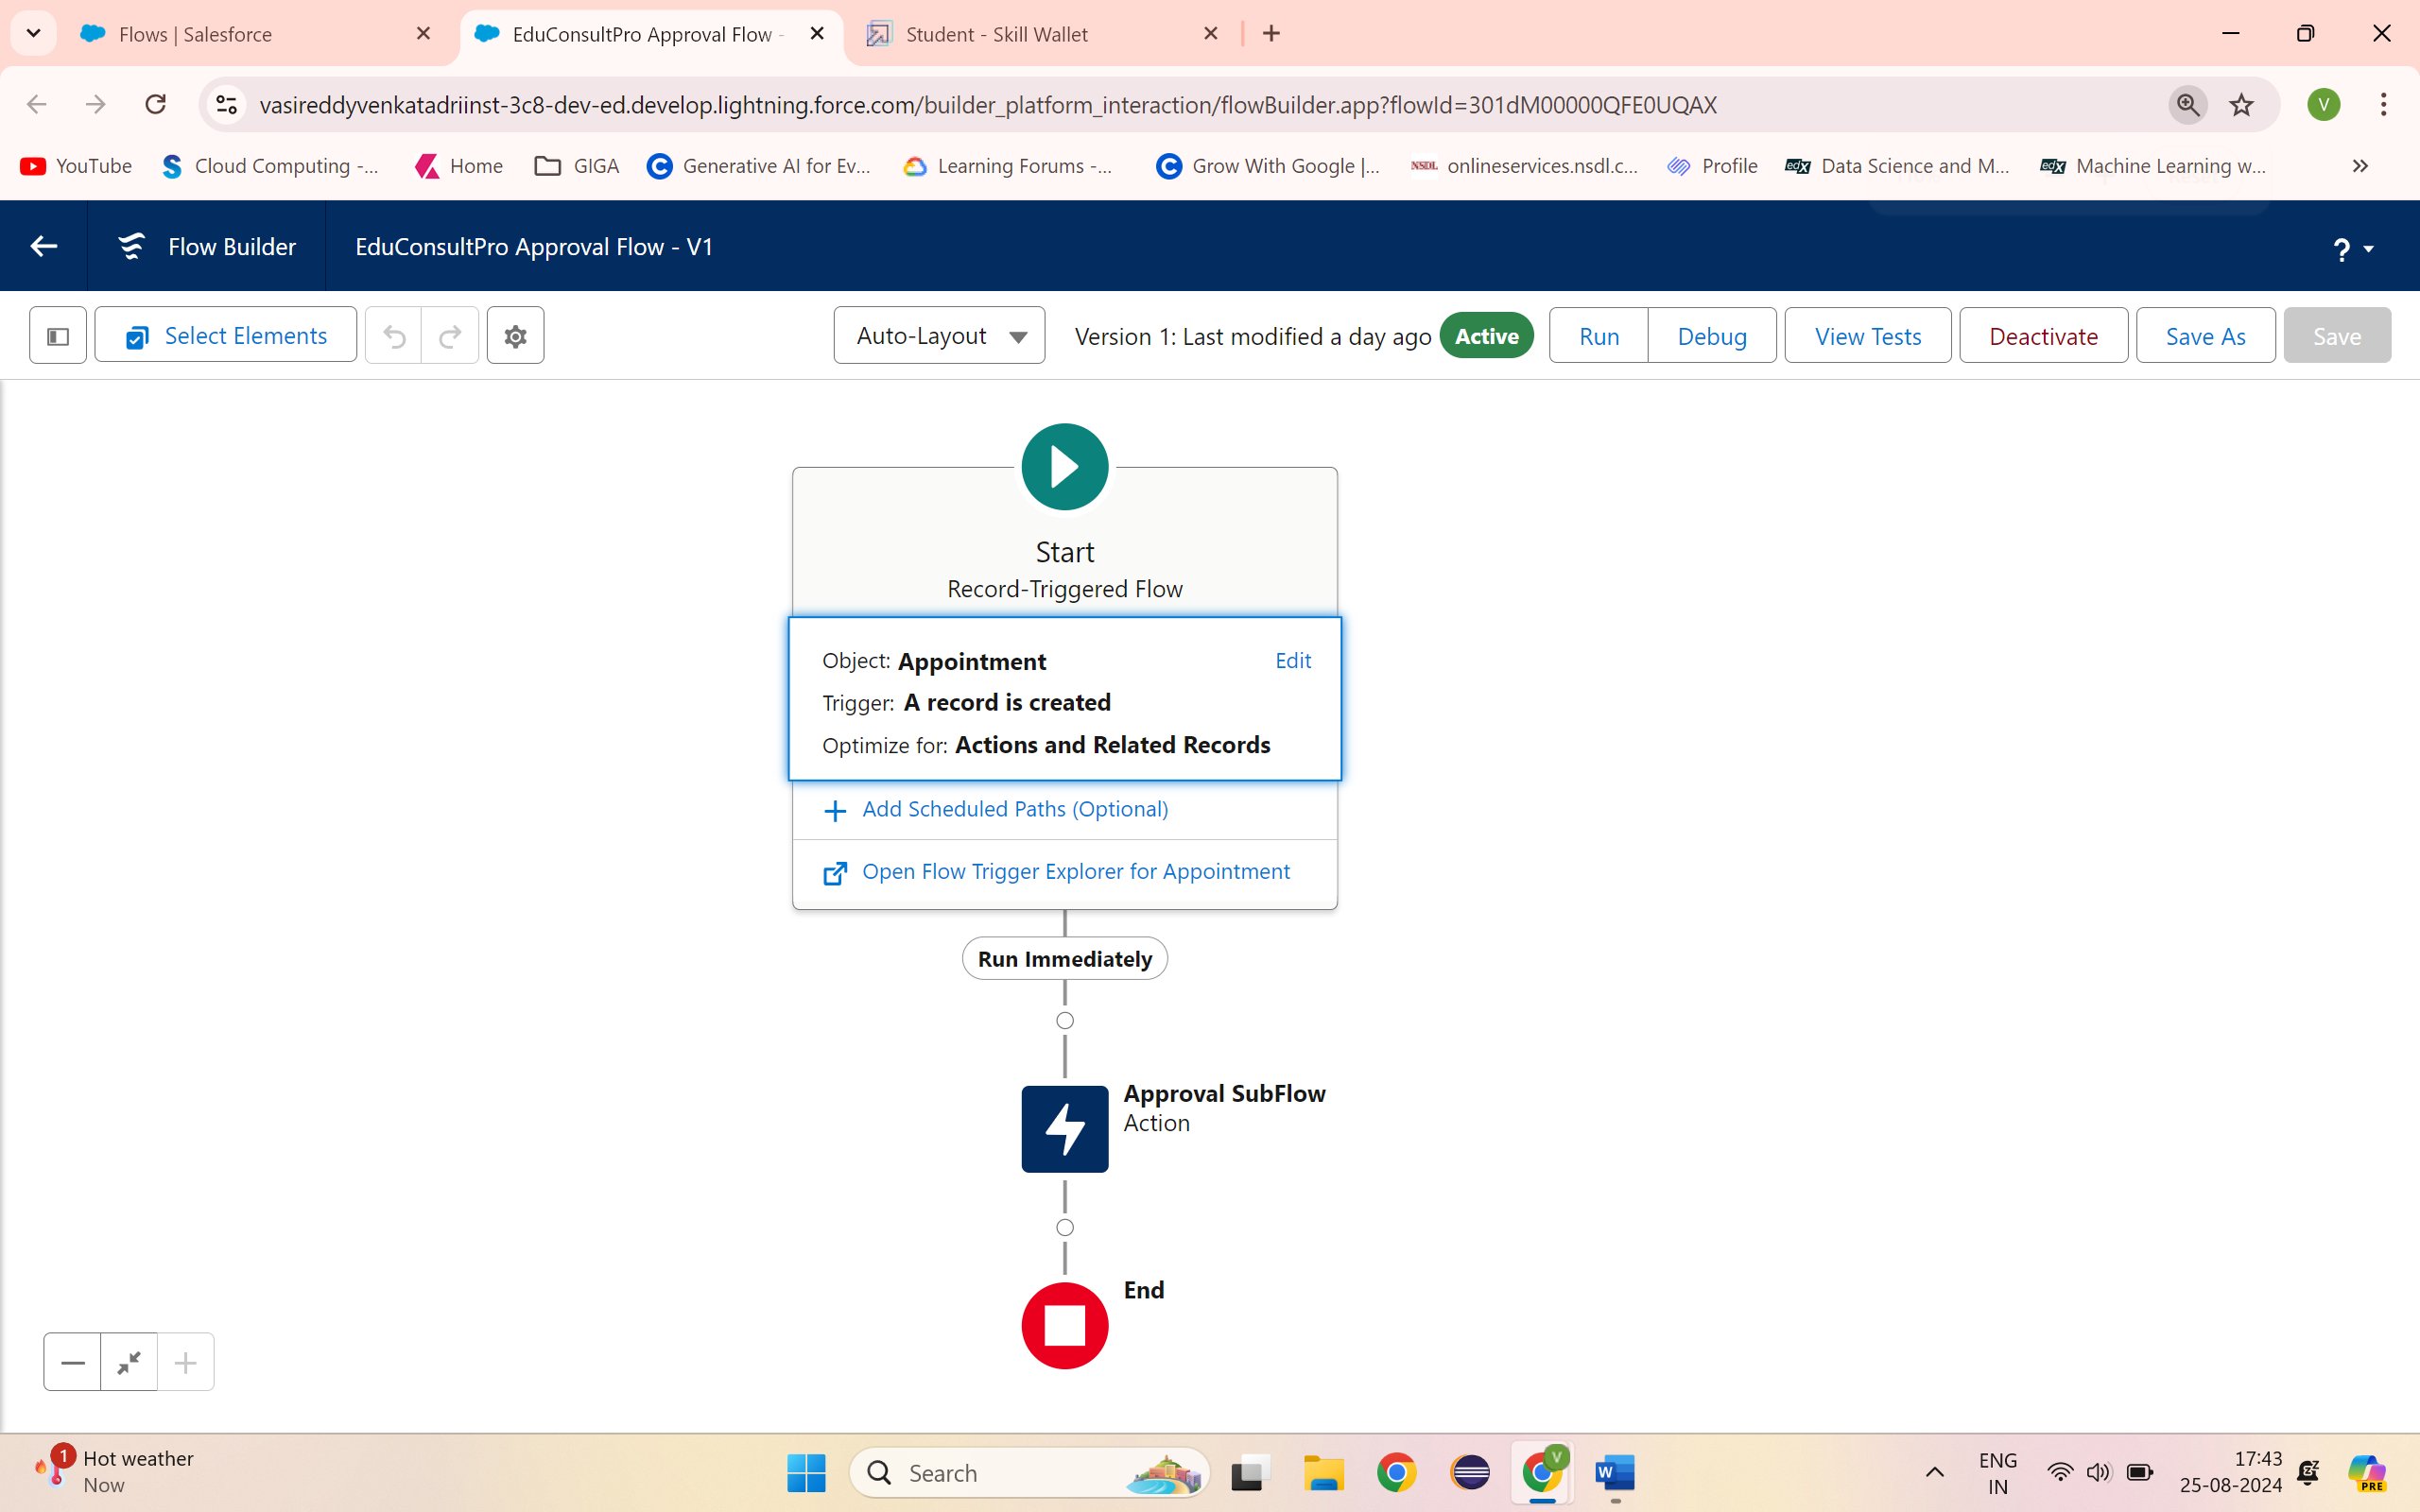 Flows | Salesforce
EduConsultPro Approval Flow -
Student - Skill Wallet
vasireddyvenkatadriinst-3c8-dev-ed.develop.lightning.force.com/builder_platform_interaction/flowBuilder.app?flowId=301dM00000QFE0UQAX
V
YouTube
Cloud Computing -...
Home
GIGA
Generative AI for Ev...
Learning Forums -...
Grow With Google |...
NSDL onlineservices.nsdl.c...
Profile
edX Data Science and M...
edX Machine Learning w...
Flow Builder
EduConsultPro Approval Flow - V1
?
Select Elements
Auto-Layout
Version 1: Last modified a day ago
Active
Run
Debug
View Tests
Deactivate
Save As
Save
Start
Record-Triggered Flow
Object: Appointment
Edit
Trigger: A record is created
Optimize for: Actions and Related Records
Add Scheduled Paths (Optional)
Open Flow Trigger Explorer for Appointment
Run Immediately
Approval SubFlow
Action
End
1
Hot weather
Now
Search
V
W
ENG
IN
17:43
25-08-2024
PRE